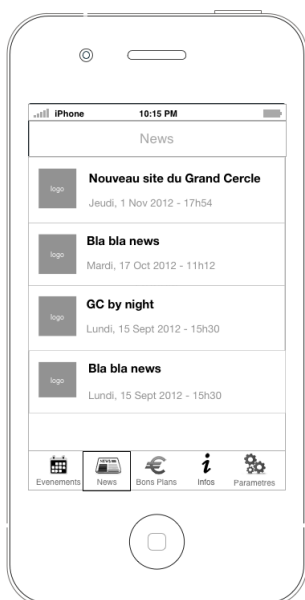 iPhone 10:15 PM
News
logo
Nouveau site du Grand Cercle
Jeudi, 1 Nov 2012 - 17h54
logo
Bla bla news
Mardi, 17 Oct 2012 - 11h12
logo
GC by night
Lundi, 15 Sept 2012 - 15h30
logo
Bla bla news
Lundi, 15 Sept 2012 - 15h30
Evenements News Bons Plans Infos Parametres